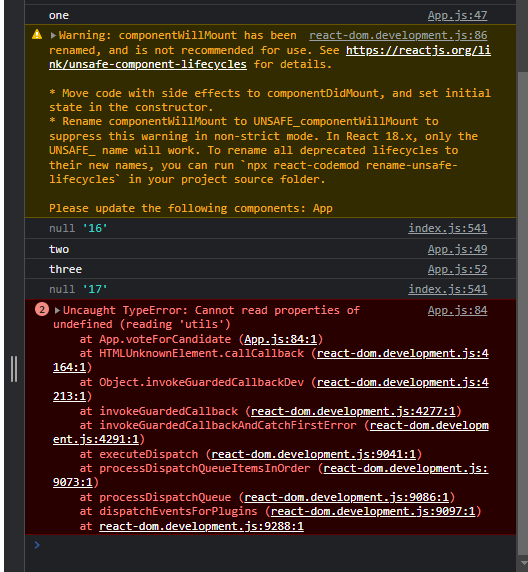 one App.js:47
Warning: componentWillMount has been react-dom.development.js:86
renamed, and is not recommended for use. See https://reactjs.org/li
nk/unsafe-component-lifecycles for details.
* Move code with side effects to componentDidMount, and set initial
state in the constructor.
* Rename componentWillMount to UNSAFE_componentWillMount to
suppress this warning in non-strict mode. In React 18.x, only the
UNSAFE_ name will work. To rename all deprecated lifecycles to
their new names, you can run `npx react-codemod rename-unsafe-
lifecycles` in your project source folder.
Please update the following components: App
null '16' index.js:541
two App.js:49
three App.js:52
null '17' index.js:541
2 Uncaught TypeError: Cannot read properties of App.js:84
undefined (reading 'utils')
at App.voteForCandidate (App.js:84:1)
at HTMLUnknownElement.callCallback (react-dom.development.js:4
164:1)
at Object.invokeGuardedCallbackDev (react-dom.development.js:4
213:1)
at invokeGuardedCallback (react-dom.development.js:4277:1)
at invokeGuardedCallbackAndCatchFirstError (react-dom.developm
ent.js:4291:1)
at executeDispatch (react-dom.development.js:9041:1)
at processDispatchQueueItemsInOrder (react-dom.development.js:
9073:1)
at processDispatchQueue (react-dom.development.js:9086:1)
at dispatchEventsForPlugins (react-dom.development.js:9097:1)
at react-dom.development.js:9288:1